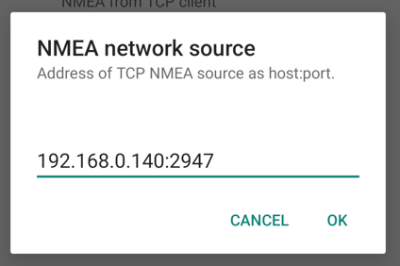 NMEA from TCP client
NMEA network source
Address of TCP NMEA source as host:port.
192.168.0.140:2947
CANCEL OK